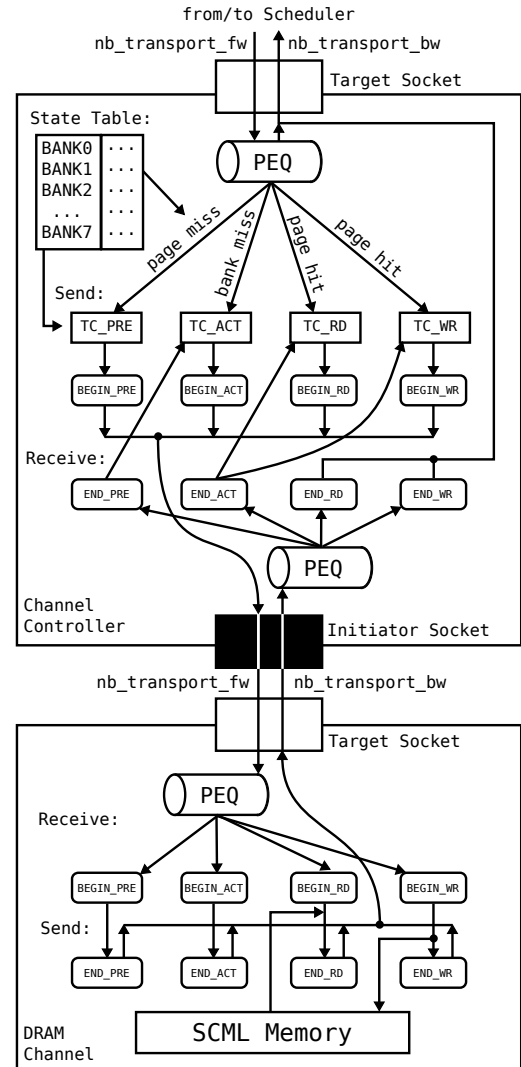 from/to Scheduler
nb_transport_fw nb_transport_bw
Target Socket
State Table:
BANK0 ...
BANK1 ...
BANK2 ...
... ...
BANK7 ...
PEQ
page miss
bank miss
page hit
page hit
Send:
TC_PRE TC_ACT TC_RD TC_WR
BEGIN_PRE BEGIN_ACT BEGIN_RD BEGIN_WR
Receive:
END_PRE END_ACT END_RD END_WR
PEQ
Channel
Controller
Initiator Socket
nb_transport_fw nb_transport_bw
Target Socket
PEQ
Receive:
BEGIN_PRE BEGIN_ACT BEGIN_RD BEGIN_WR
Send:
END_PRE END_ACT END_RD END_WR
SCML Memory
DRAM
Channel